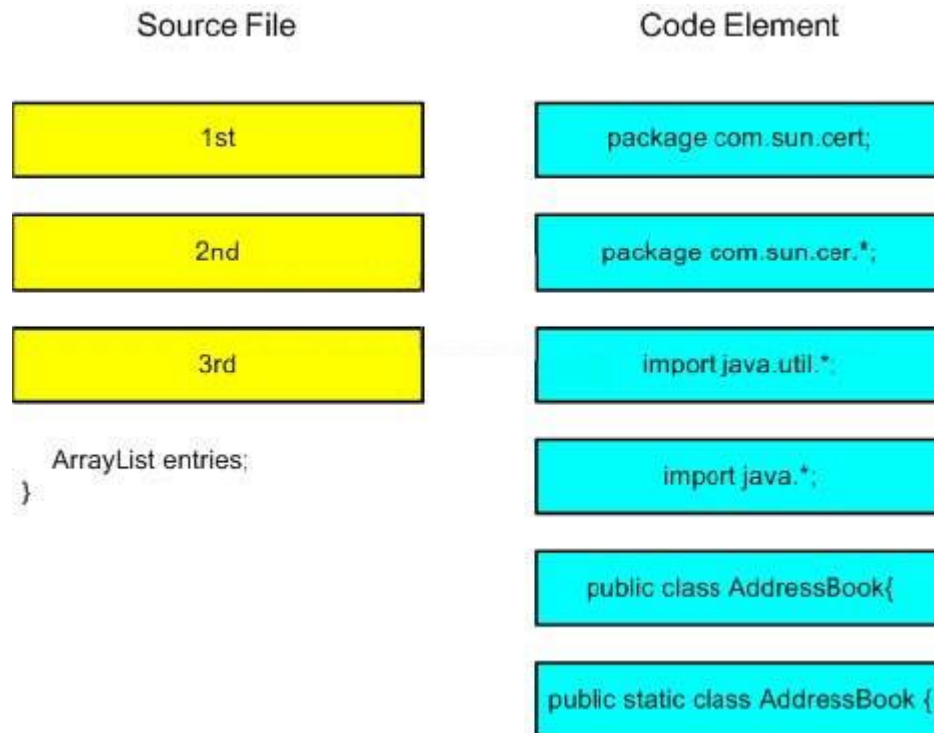 Source File
Code Element
1st
package com.sun.cert;
2nd
package com.sun.cer.*;
3rd
import java.util.*;
ArrayList entries;
}
import java.*;
public class AddressBook{
public static class AddressBook {